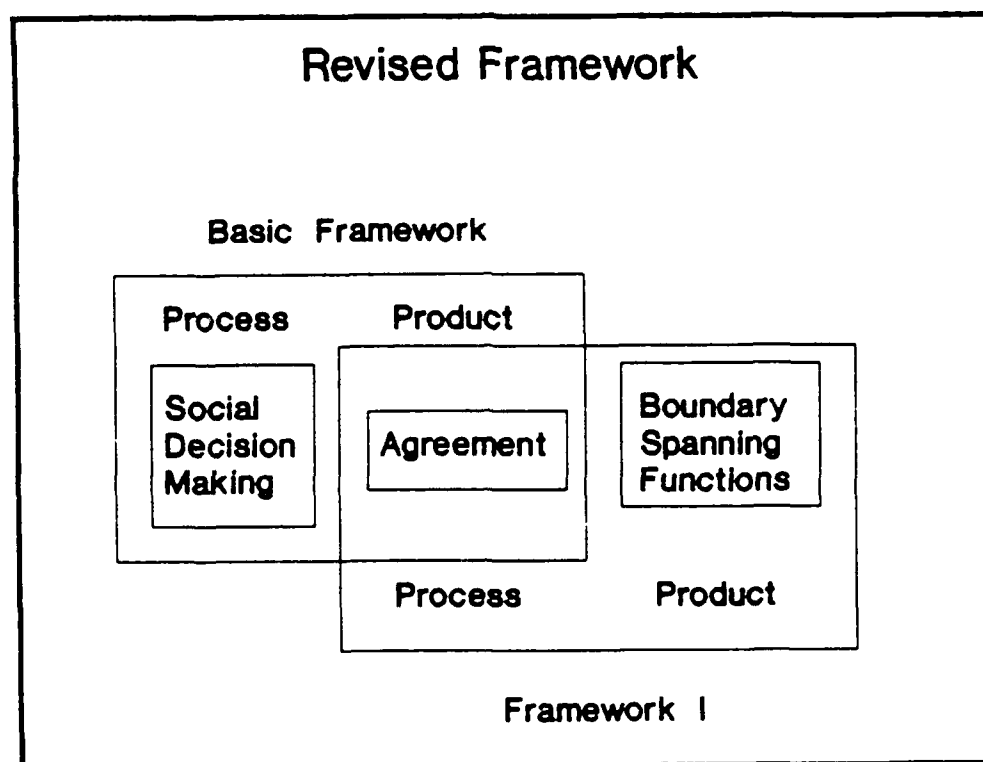 Revised Framework
Basic Framework
Process Product
Social
Decision
Making
Agreement
Boundary
Spanning
Functions
Process Product
Framework I